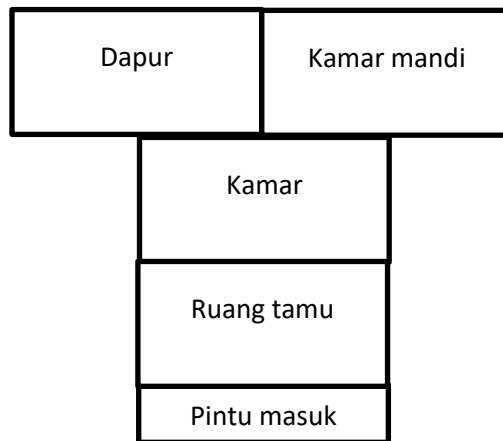 Dapur
Kamar mandi
Kamar
Ruang tamu
Pintu masuk